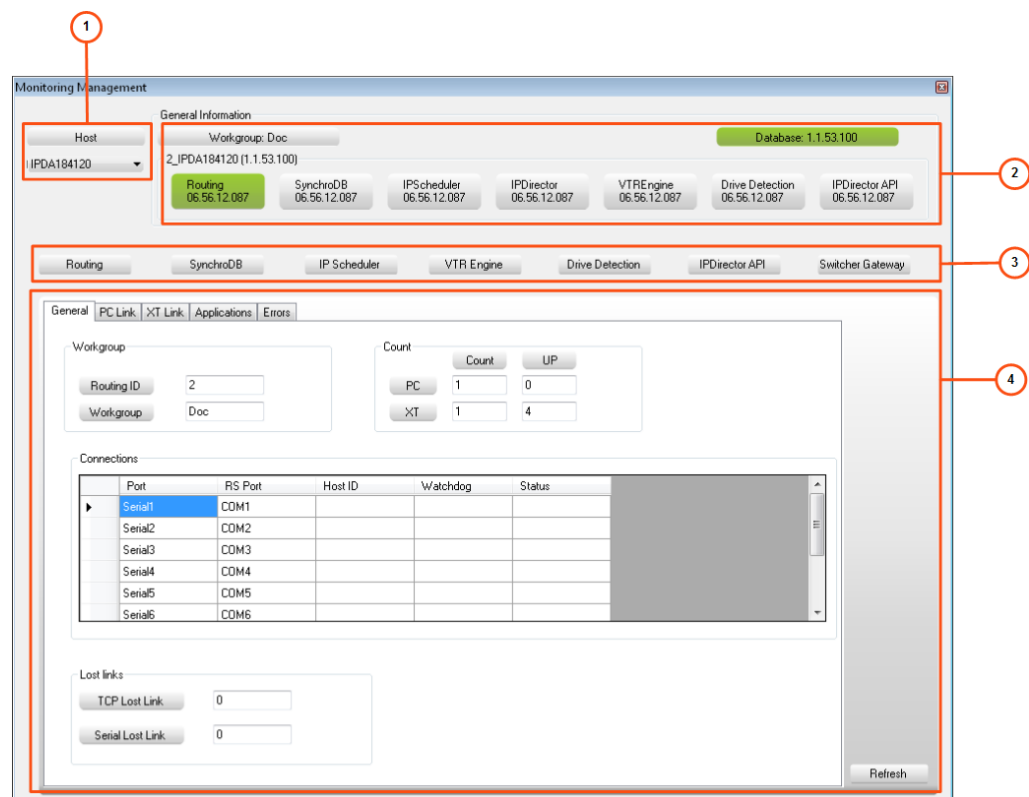 1
Monitoring Management
General Information
Host
Workgroup: Doc
Database: 1.1.53.100
IPDA184120
2_IPDA184120 (1.1.53.100)
Routing
06.56.12.087
SynchroDB
06.56.12.087
IPScheduler
06.56.12.087
IPDirector
06.56.12.087
VTREngine
06.56.12.087
Drive Detection
06.56.12.087
IPDirector API
06.56.12.087
2
Routing
SynchroDB
IP Scheduler
VTR Engine
Drive Detection
IPDirector API
Switcher Gateway
3
General PC Link XT Link Applications Errors
Workgroup
Routing ID 2
Workgroup Doc
Count
Count UP
PC 1 0
XT 1 4
4
Connections
Port RS Port Host ID Watchdog Status
Serial1 COM1
Serial2 COM2
Serial3 COM3
Serial4 COM4
Serial5 COM5
Serial6 COM6
Lost links
TCP Lost Link 0
Serial Lost Link 0
Refresh